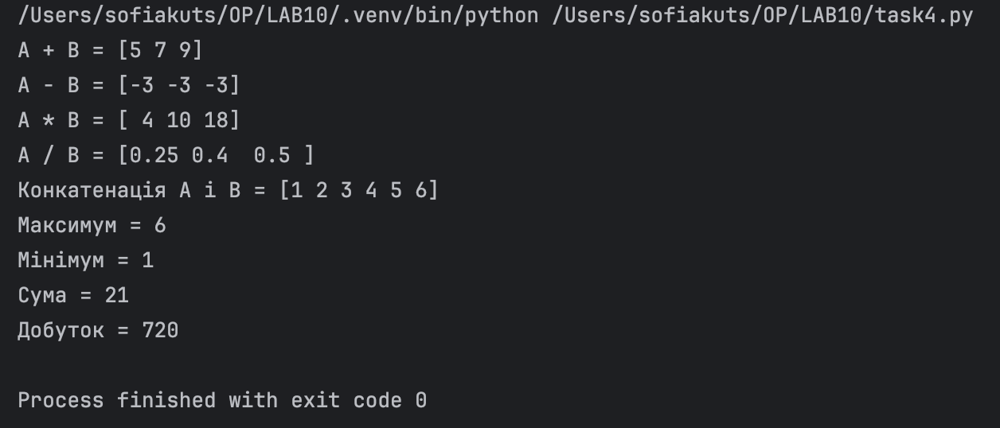 /Users/sofiakuts/OP/LAB10/.venv/bin/python /Users/sofiakuts/OP/LAB10/task4.py
A + B = [5 7 9]
A - B = [-3 -3 -3]
A * B = [ 4 10 18]
A / B = [0.25 0.4  0.5 ]
Конкатенація A і B = [1 2 3 4 5 6]
Максимум = 6
Мінімум = 1
Сума = 21
Добуток = 720
Process finished with exit code 0